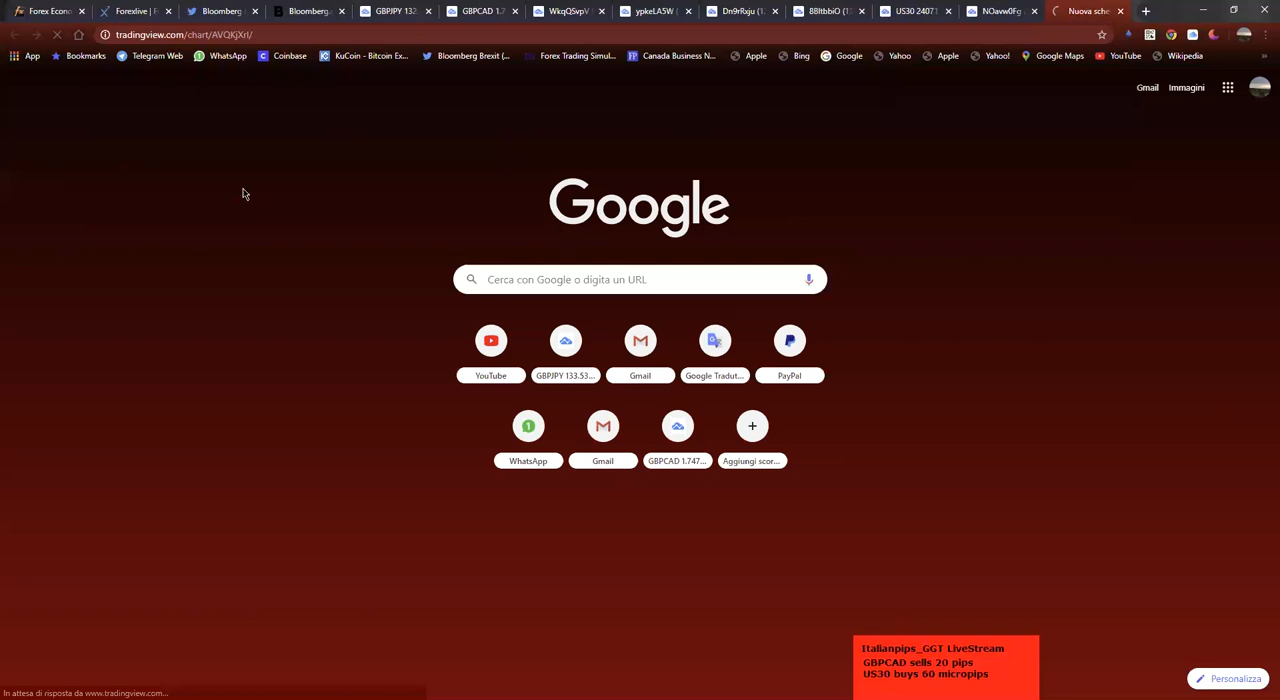 Forex Econo
Forexlive | F
Bloomberg
Bloomberg.
GBPJPY 132.
GBPCAD 1.7
WkqQSvpV
ypkeLA5W (
Dn9rRxju (1.
8BItbbiO (1
US30 24071
NOavw0Fg
Nuova sche
tradingview.com/chart/AVQKjXrI/
App
Bookmarks
Telegram Web
WhatsApp
Coinbase
KuCoin - Bitcoin Ex...
Bloomberg Brexit (...
Forex Trading Simul...
Canada Business N...
Apple
Bing
Google
Yahoo
Apple
Yahoo!
Google Maps
YouTube
Wikipedia
»
Gmail
Immagini
Google
Cerca con Google o digita un URL
YouTube
GBPJPY 133.53...
Gmail
Google Tradut...
PayPal
WhatsApp
Gmail
GBPCAD 1.747...
Aggiungi scor...
Italianpips_GGT LiveStream
GBPCAD sells 20 pips
US30 buys 60 micropips
Personalizza
In attesa di risposta da www.tradingview.com...